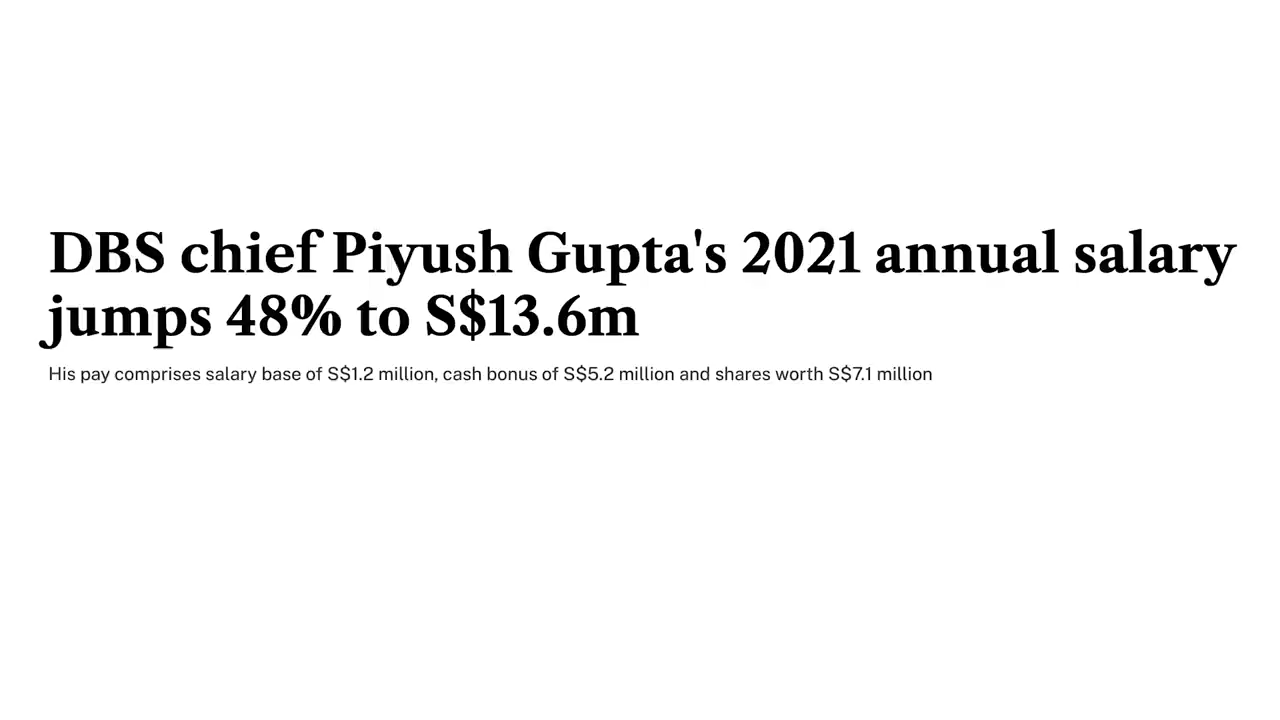 DBS chief Piyush Gupta's 2021 annual salary
jumps 48% to S$13.6m
His pay comprises salary base of S$1.2 million, cash bonus of S$5.2 million and shares worth S$7.1 million